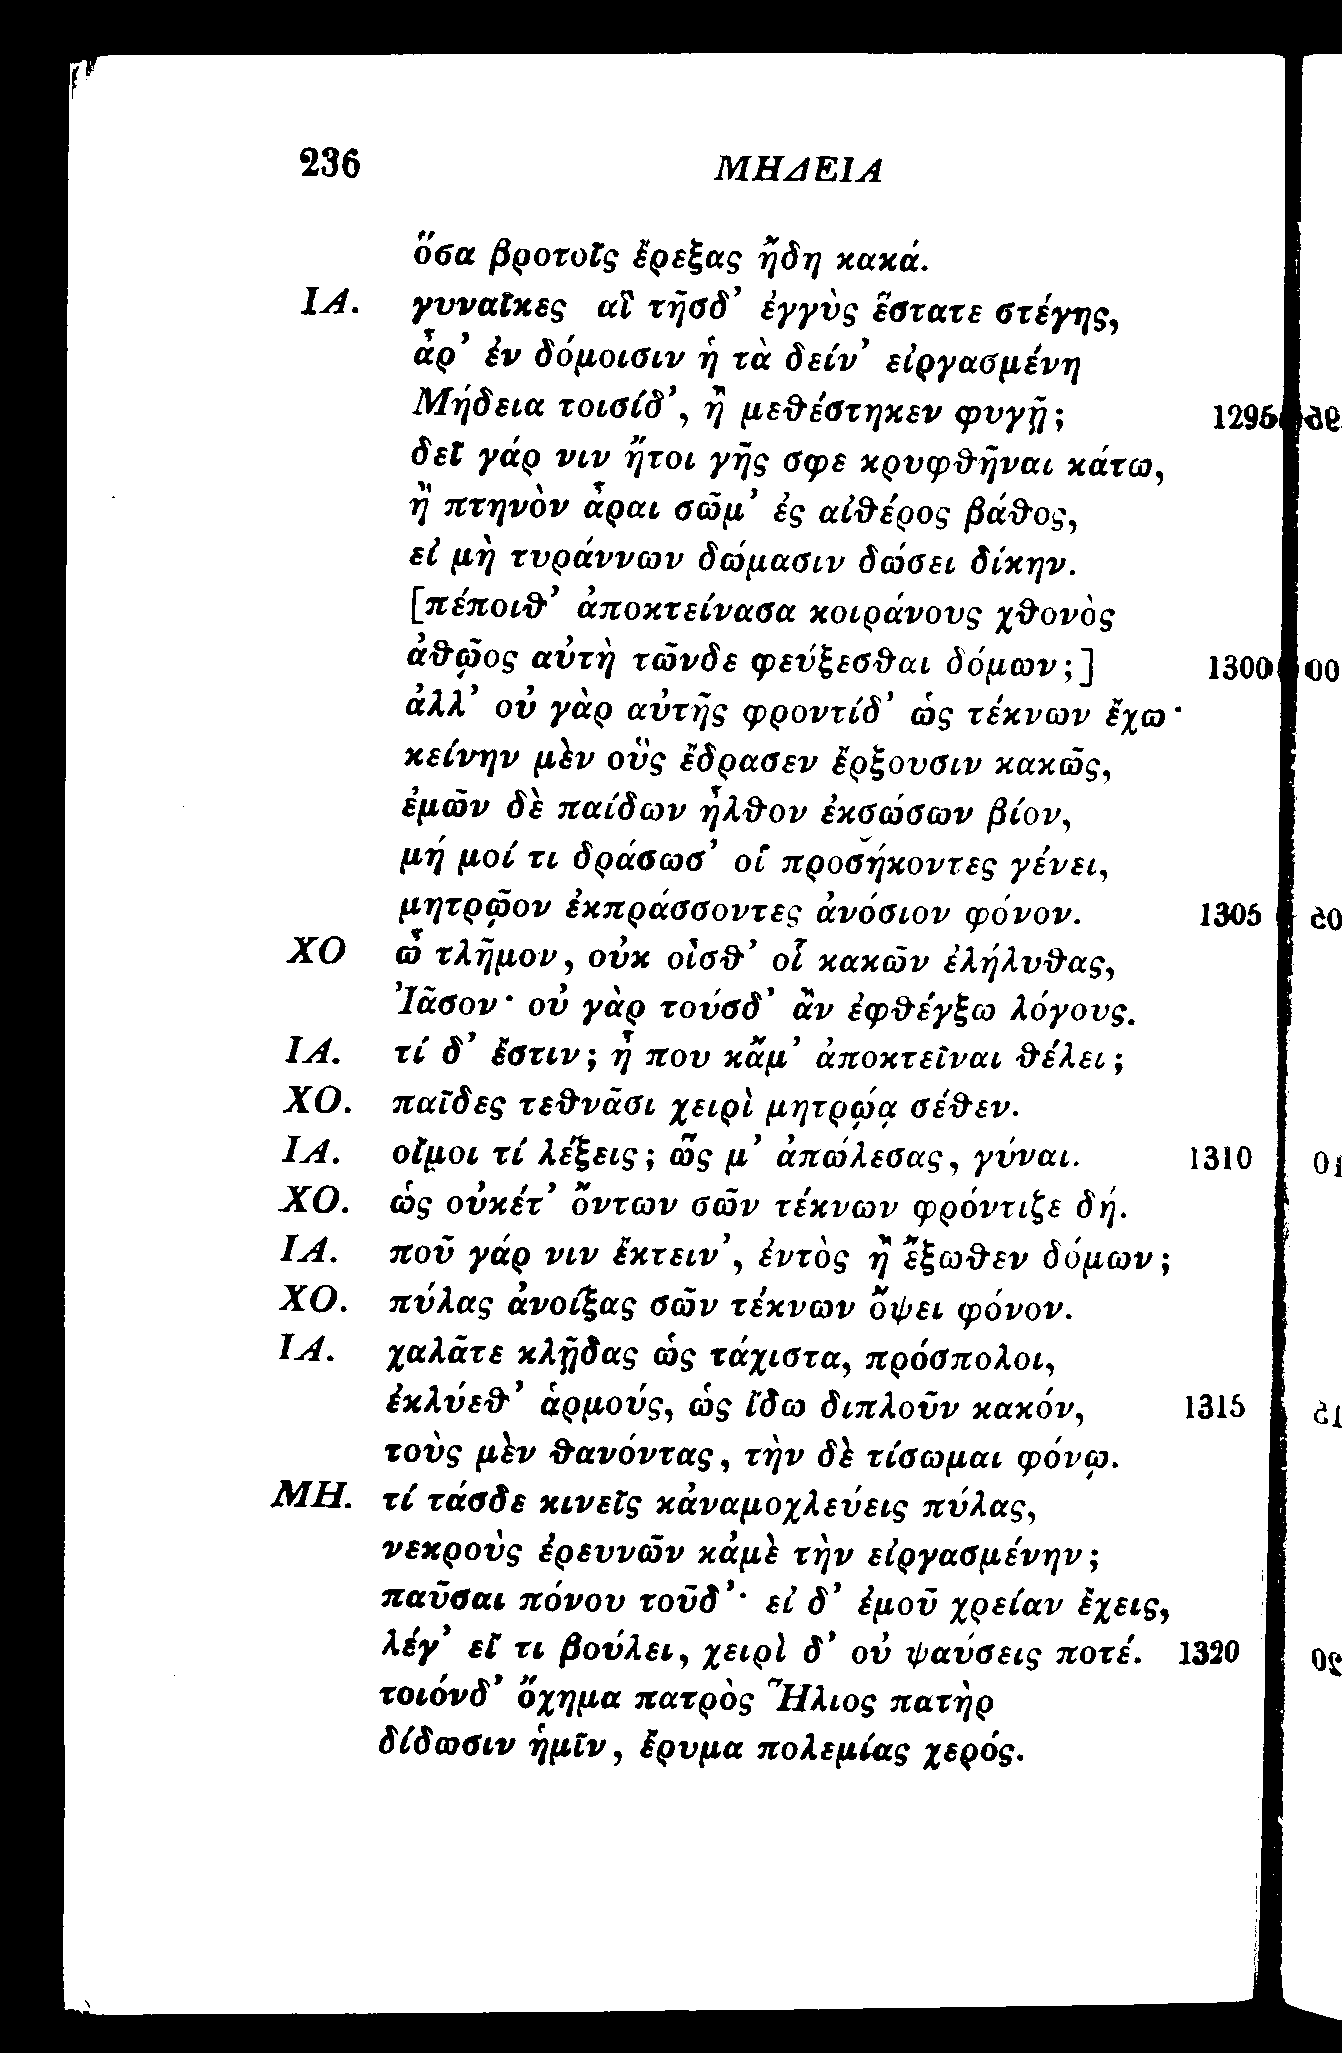 236 ΜΗΔΕΙΑ
ὅσα βροτοῖς ἔρεξας ἤδη κακά.
ΙΑ. γυναῖκες αἳ τῆσδ’ ἐγγὺς ἕστατε στέγης,
ἆρ’ ἐν δόμοισιν ἡ τὰ δείν’ εἰργασμένη
Μήδεια τοισίδ’, ἢ μεθέστηκεν φυγῇ; 1295
δεῖ γάρ νιν ἤτοι γῆς σφε κρυφθῆναι κάτω,
ἢ πτηνὸν ἆραι σῶμ’ ἐς αἰθέρος βάθος,
εἰ μὴ τυράννων δώμασιν δώσει δίκην.
[πέποιθ’ ἀποκτείνασα κοιράνους χθονὸς
ἀθῷος αὐτὴ τῶνδε φεύξεσθαι δόμων;] 1300
ἀλλ’ οὐ γὰρ αὐτῆς φροντίδ’ ὡς τέκνων ἔχω·
κείνην μὲν οὓς ἔδρασεν ἔρξουσιν κακῶς,
ἐμῶν δὲ παίδων ἦλθον ἐκσώσων βίον,
μή μοί τι δράσωσ’ οἱ προσήκοντες γένει,
μητρῷον ἐκπράσσοντες ἀνόσιον φόνον. 1305
ΧΟ ὦ τλῆμον, οὐκ οἶσθ’ οἷ κακῶν ἐλήλυθας,
Ἰᾶσον· οὐ γὰρ τούσδ’ ἂν ἐφθέγξω λόγους.
ΙΑ. τί δ’ ἔστιν; ἦ που κἄμ’ ἀποκτεῖναι θέλει;
ΧΟ. παῖδες τεθνᾶσι χειρὶ μητρῴᾳ σέθεν.
ΙΑ. οἴμοι τί λέξεις; ὥς μ’ ἀπώλεσας, γύναι. 1310
ΧΟ. ὡς οὐκέτ’ ὄντων σῶν τέκνων φρόντιζε δή.
ΙΑ. ποῦ γάρ νιν ἔκτειν’, ἐντὸς ἢ ἔξωθεν δόμων;
ΧΟ. πύλας ἀνοίξας σῶν τέκνων ὄψει φόνον.
ΙΑ. χαλᾶτε κλῇδας ὡς τάχιστα, πρόσπολοι,
ἐκλύεθ’ ἁρμούς, ὡς ἴδω διπλοῦν κακόν, 1315
τοὺς μὲν θανόντας, τὴν δὲ τίσωμαι φόνῳ.
ΜΗ. τί τάσδε κινεῖς κἀναμοχλεύεις πύλας,
νεκροὺς ἐρευνῶν κἀμὲ τὴν εἰργασμένην;
παῦσαι πόνου τοῦδ’· εἰ δ’ ἐμοῦ χρείαν ἔχεις,
λέγ’ εἴ τι βούλει, χειρὶ δ’ οὐ ψαύσεις ποτέ. 1320
τοιόνδ’ ὄχημα πατρὸς Ἥλιος πατὴρ
δίδωσιν ἡμῖν, ἔρυμα πολεμίας χερός.